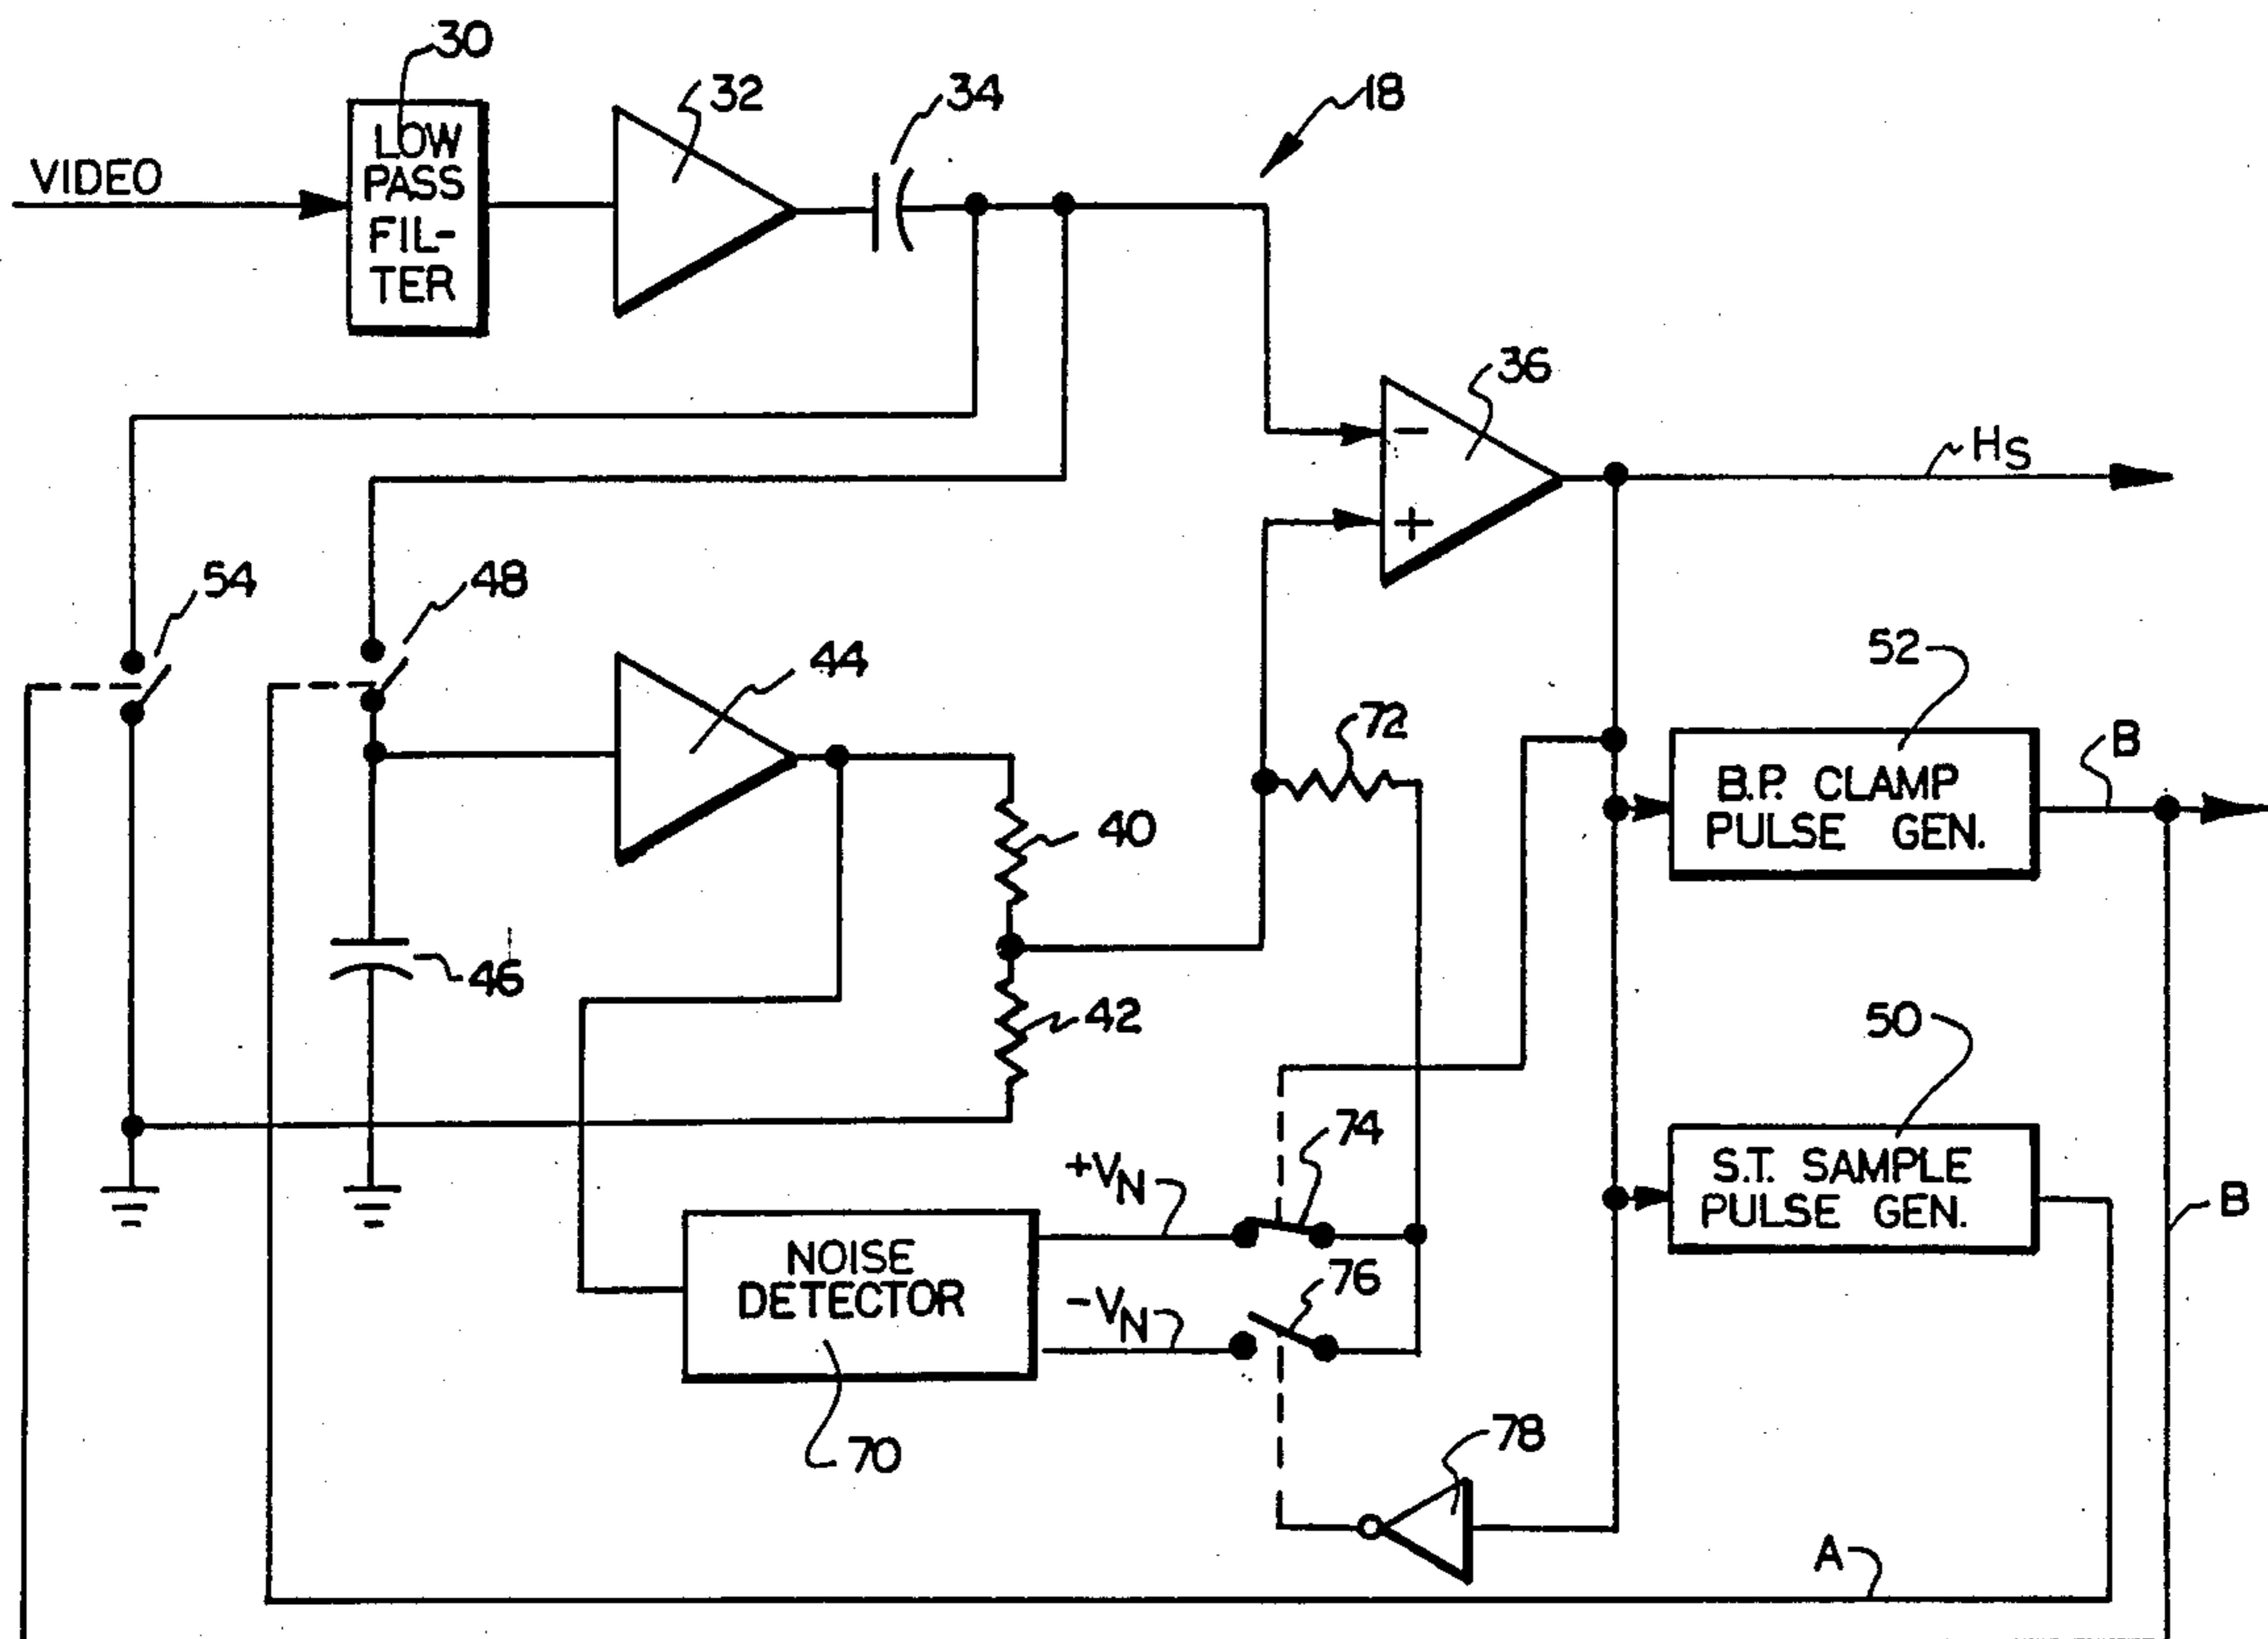 30
32
34
18
VIDEO
LOW
PASS
FIL-
TER
36
−
+
HS
54
48
44
52
72
B
40
B.P. CLAMP
PULSE GEN.
46
42
50
74
+VN
S.T. SAMPLE
PULSE GEN.
B
NOISE
DETECTOR
76
−VN
70
78
A